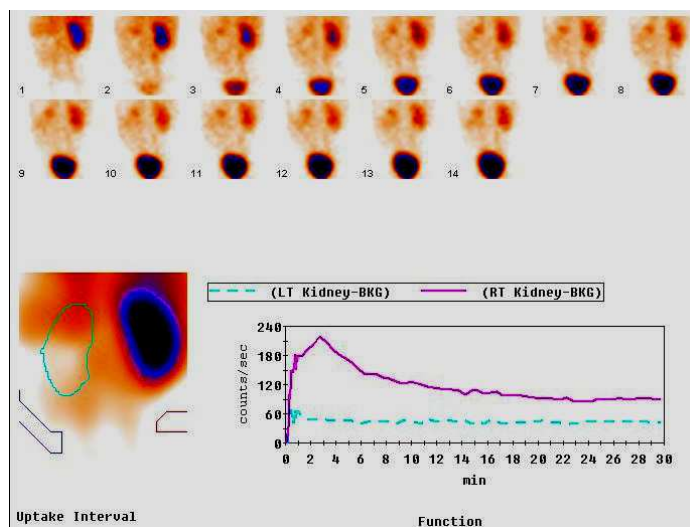 1 2 3 4 5 6 7 8
9 10 11 12 13 14
(LT Kidney-BKG) (RT Kidney-BKG)
240
180
120
60
0
counts/sec
0 2 4 6 8 10 12 14 16 18 20 22 24 26 28 30
min
Uptake Interval
Function